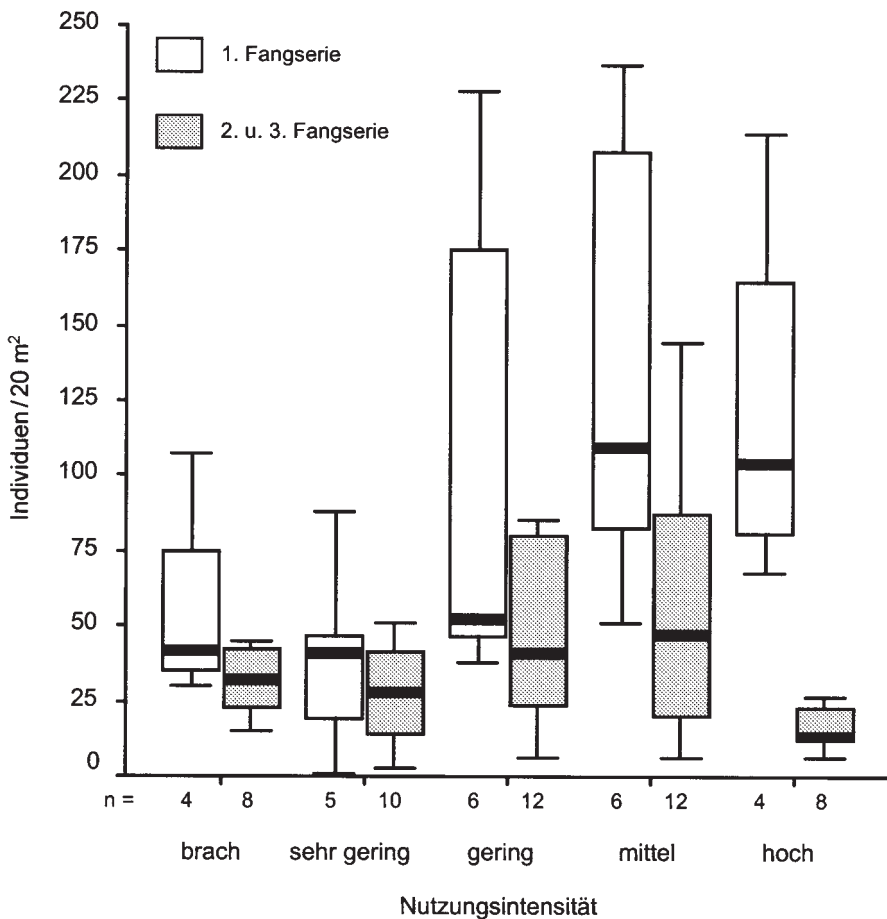 250
225
200
175
150
125
100
75
50
25
0
Individuen / 20 m²
1. Fangserie
2. u. 3. Fangserie
n = 4 8 5 10 6 12 6 12 4 8
brach sehr gering gering mittel hoch
Nutzungsintensität